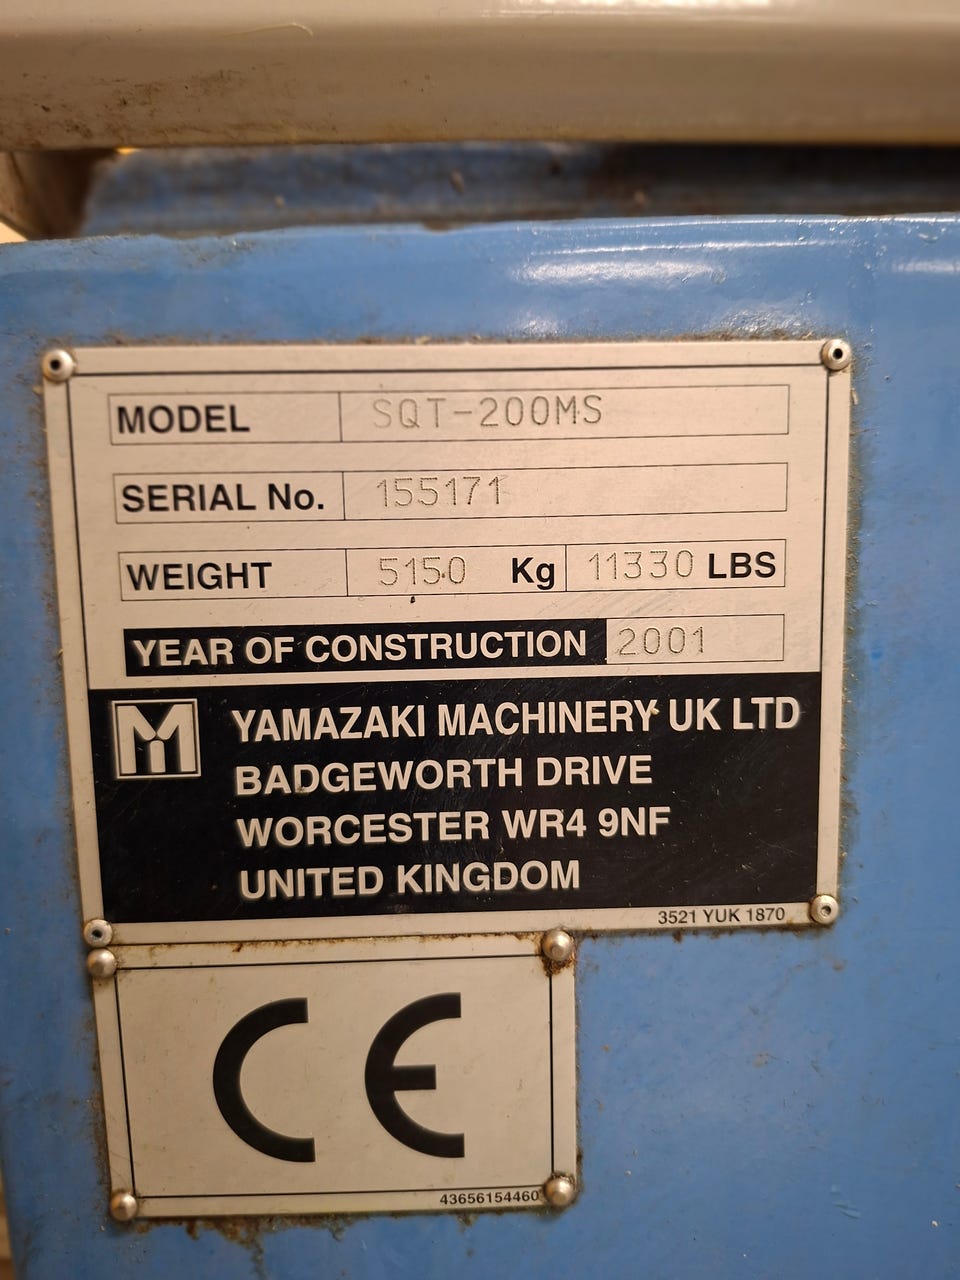 MODEL SQT-200MS
SERIAL No. 155171
WEIGHT 5150 Kg 11330 LBS
YEAR OF CONSTRUCTION 2001
M
YAMAZAKI MACHINERY UK LTD
BADGEWORTH DRIVE
WORCESTER WR4 9NF
UNITED KINGDOM
3521 YUK 1870
CE
43656154460